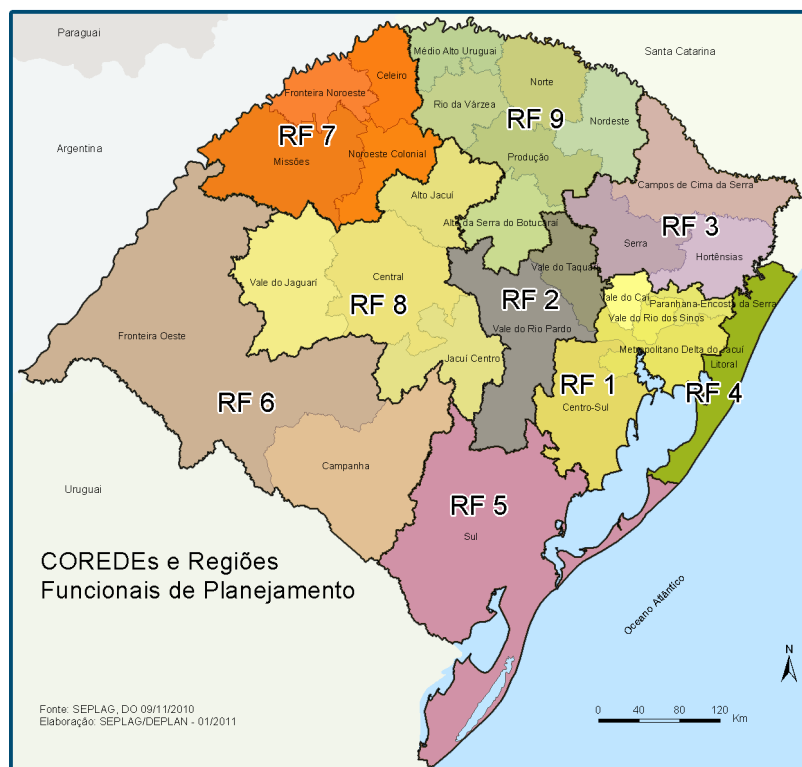 Paraguai
Santa Catarina
Médio Alto Uruguai
Celeiro
Norte
Fronteira Noroeste
Rio da Várzea
RF 9
Nordeste
RF 7
Argentina
Missões
Noroeste Colonial
Produção
Campos de Cima da Serra
Alto Jacuí
Alto da Serra do Botucaraí
RF 3
Serra
Hortênsias
Vale do Taquari
Central
Vale do Jaguarí
RF 2
Vale do Caí
Paranhana-Encosta da Serra
RF 8
Vale do Rio dos Sinos
Vale do Rio Pardo
Fronteira Oeste
Jacuí Centro
Metropolitano Delta do Jacuí
Litoral
RF 1
RF 4
RF 6
Centro-Sul
Campanha
Uruguai
RF 5
Sul
COREDEs e Regiões
Funcionais de Planejamento
Oceano Atlântico
N
Fonte: SEPLAG, DO 09/11/2010
Elaboração: SEPLAG/DEPLAN - 01/2011
0 40 80 120
Km